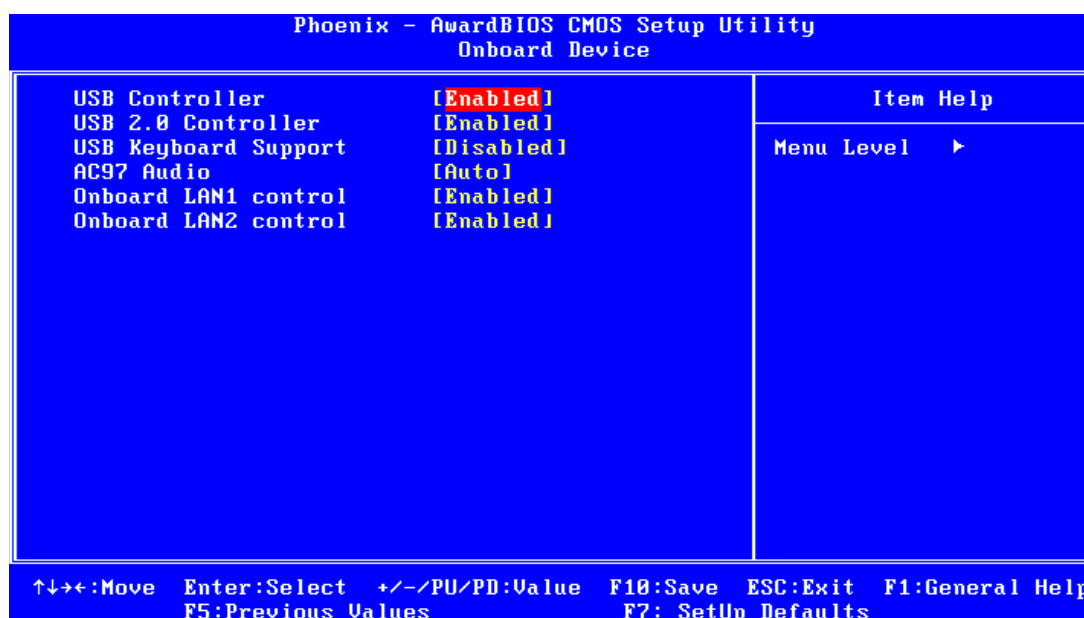 Phoenix - AwardBIOS CMOS Setup Utility
Onboard Device
USB Controller [Enabled]
USB 2.0 Controller [Enabled]
USB Keyboard Support [Disabled]
AC97 Audio [Auto]
Onboard LAN1 control [Enabled]
Onboard LAN2 control [Enabled]
Item Help
Menu Level ▶
↑↓→←:Move Enter:Select +/-/PU/PD:Value F10:Save ESC:Exit F1:General Help
F5:Previous Values F7: SetUp Defaults